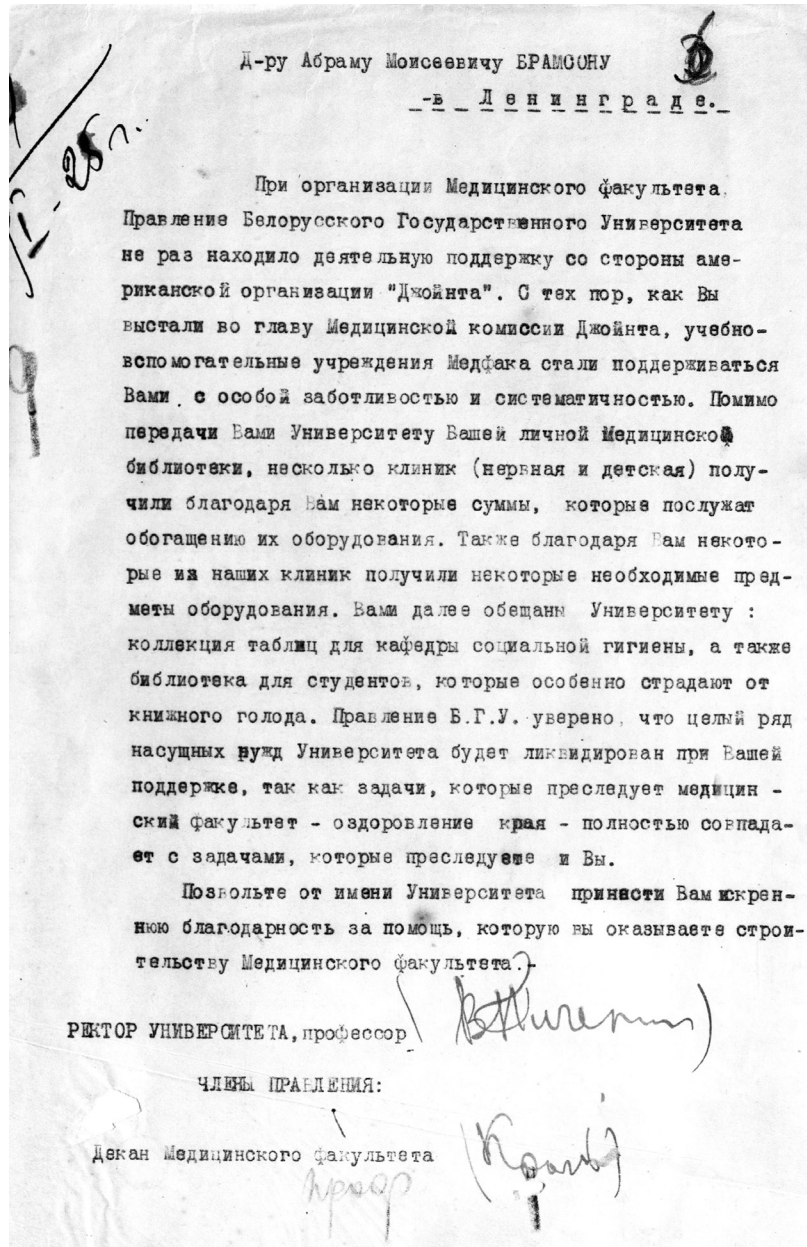 Д-ру Абраму Моисеевичу БРАМСОНУ
-в Ленинграде.
-25 г.
При организации Медицинского факультета
Правление Белорусского Государственного Университета
не раз находило деятельную поддержку со стороны аме-
риканской организации "Джойнта". С тех пор, как Вы
выстали во главу Медицинской комиссии Джойнта, учебно-
вспомогательные учреждения Медфака стали поддерживаться
Вами с особой заботливостью и систематичностью. Помимо
передачи Вами Университету Вашей личной Медицинской
библиотеки, несколько клиник (нервная и детская) полу-
чили благодаря Вам некоторые суммы, которые послужат
обогащению их оборудования. Также благодаря Вам некото-
рые из наших клиник получили некоторые необходимые пред-
меты оборудования. Вами далее обещаны Университету :
коллекция таблиц для кафедры социальной гигиены, а также
библиотека для студентов, которые особенно страдают от
книжного голода. Правление Б.Г.У. уверено, что целый ряд
насущных нужд Университета будет ликвидирован при Вашей
поддержке, так как задачи, которые преследует медицин -
ский факультет - оздоровление края - полностью совпада-
ет с задачами, которые преследуете и Вы.
Позвольте от имени Университета принести Вам искрен-
нюю благодарность за помощь, которую вы оказываете строи-
тельству Медицинского факультета.-
РЕКТОР УНИВЕРСИТЕТА, профессор (ВПичета)
ЧЛЕНЫ ПРАВЛЕНИЯ:
Декан Медицинского факультета (Кроль)
проф